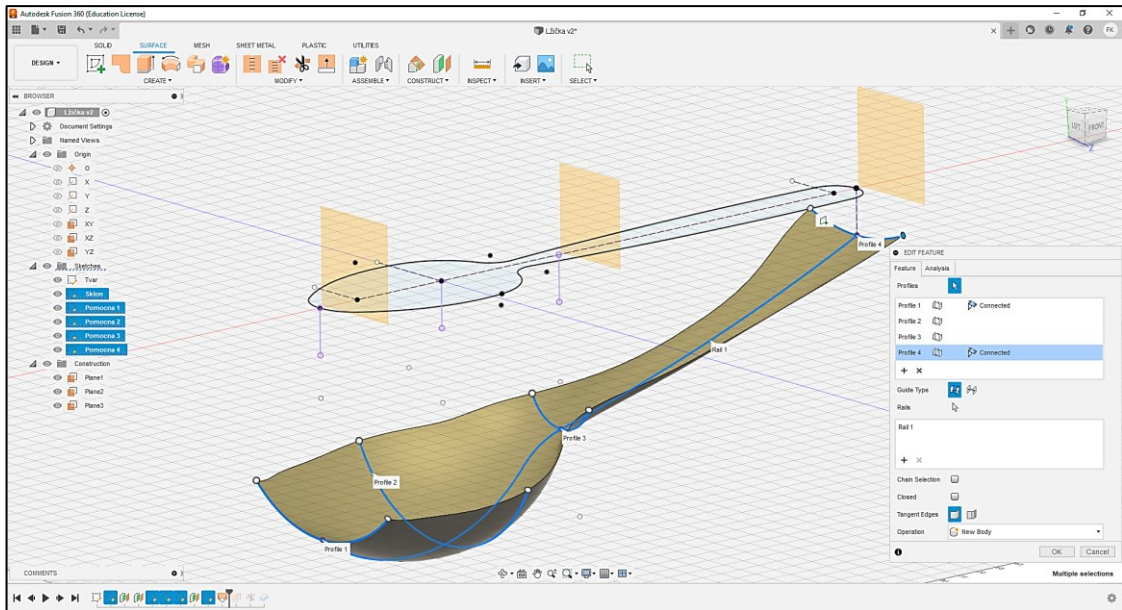 Autodesk Fusion 360 (Education License)
Lžička v2*
FK
DESIGN
SOLID SURFACE MESH SHEET METAL PLASTIC UTILITIES
CREATE MODIFY ASSEMBLE CONSTRUCT INSPECT INSERT SELECT
BROWSER
Lžička v2
Document Settings
Named Views
Origin
O
X
Y
Z
XY
XZ
YZ
Sketches
Tvar
Sklon
Pomocna 1
Pomocna 2
Pomocna 3
Pomocna 4
Construction
Plane1
Plane2
Plane3
Y
FRONT
Z
Profile 4
Rail 1
Profile 3
Profile 2
Profile 1
EDIT FEATURE
Feature Analysis
Profiles
Profile 1 Connected
Profile 2
Profile 3
Profile 4 Connected
Guide Type
Rails
Rail 1
Chain Selection
Closed
Tangent Edges
Operation New Body
OK Cancel
COMMENTS
Multiple selections